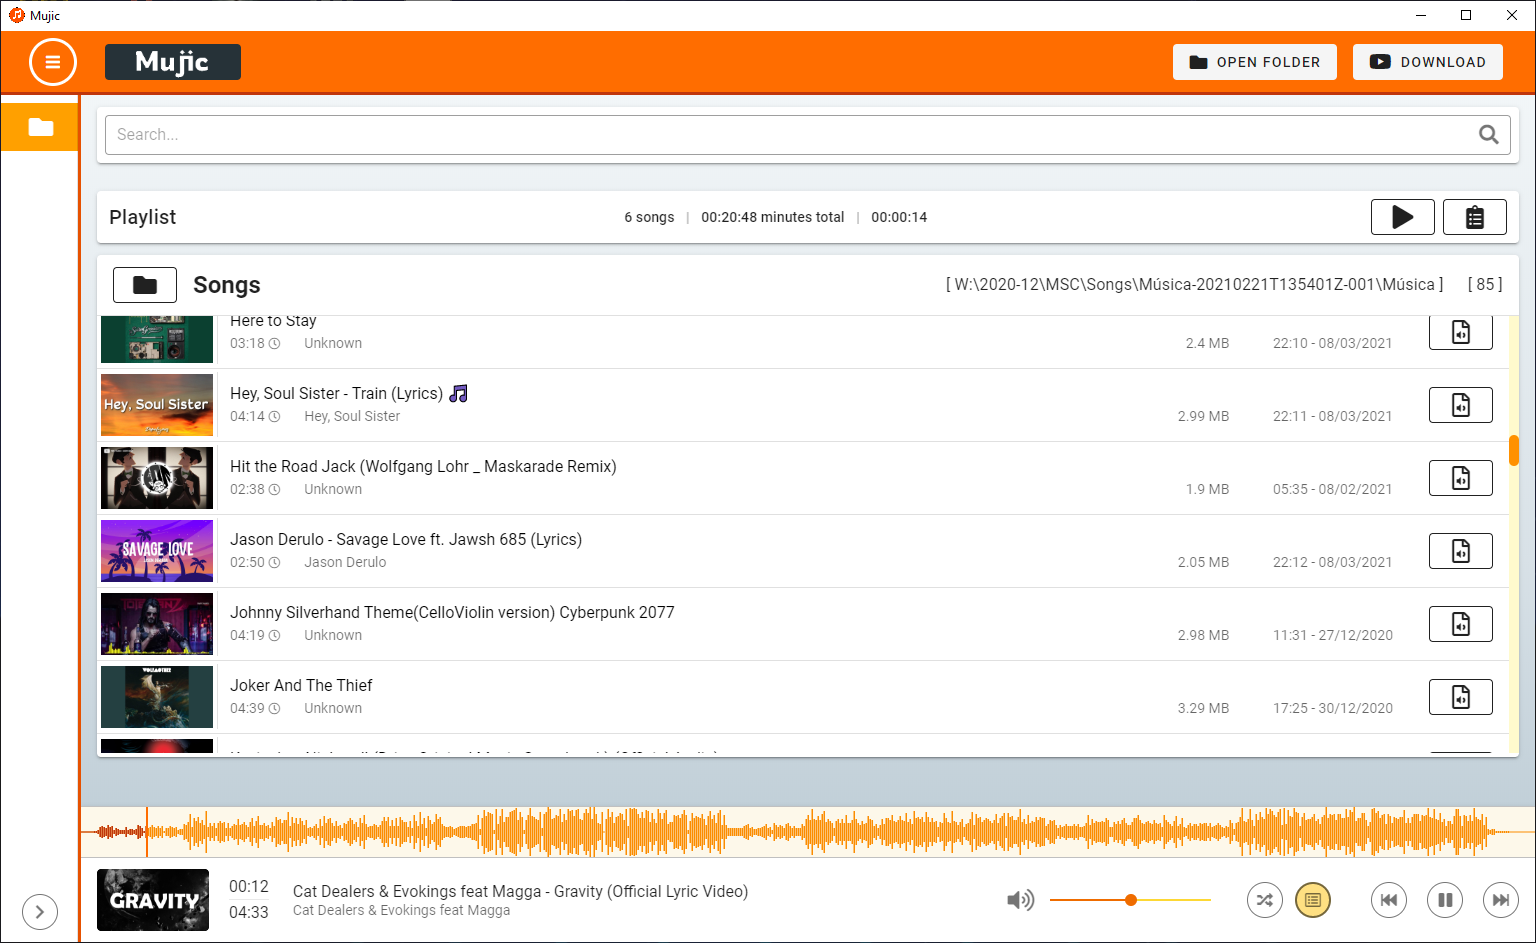 Mujic
Mujic
OPEN FOLDER
DOWNLOAD
Search...
Playlist
6 songs | 00:20:48 minutes total | 00:00:14
Songs
[ W:\2020-12\MSC\Songs\Música-20210221T135401Z-001\Música ] [ 85 ]
Here to Stay
03:18 Unknown 2.4 MB 22:10 - 08/03/2021
Hey, Soul Sister
Hey, Soul Sister - Train (Lyrics) 🎵
04:14 Hey, Soul Sister 2.99 MB 22:11 - 08/03/2021
Hit the Road Jack (Wolfgang Lohr _ Maskarade Remix)
02:38 Unknown 1.9 MB 05:35 - 08/02/2021
SAVAGE LOVE
Jason Derulo - Savage Love ft. Jawsh 685 (Lyrics)
02:50 Jason Derulo 2.05 MB 22:12 - 08/03/2021
Johnny Silverhand Theme(CelloViolin version) Cyberpunk 2077
04:19 Unknown 2.98 MB 11:31 - 27/12/2020
WOLFMOTHER
Joker And The Thief
04:39 Unknown 3.29 MB 17:25 - 30/12/2020
GRAVITY
00:12
04:33
Cat Dealers & Evokings feat Magga - Gravity (Official Lyric Video)
Cat Dealers & Evokings feat Magga